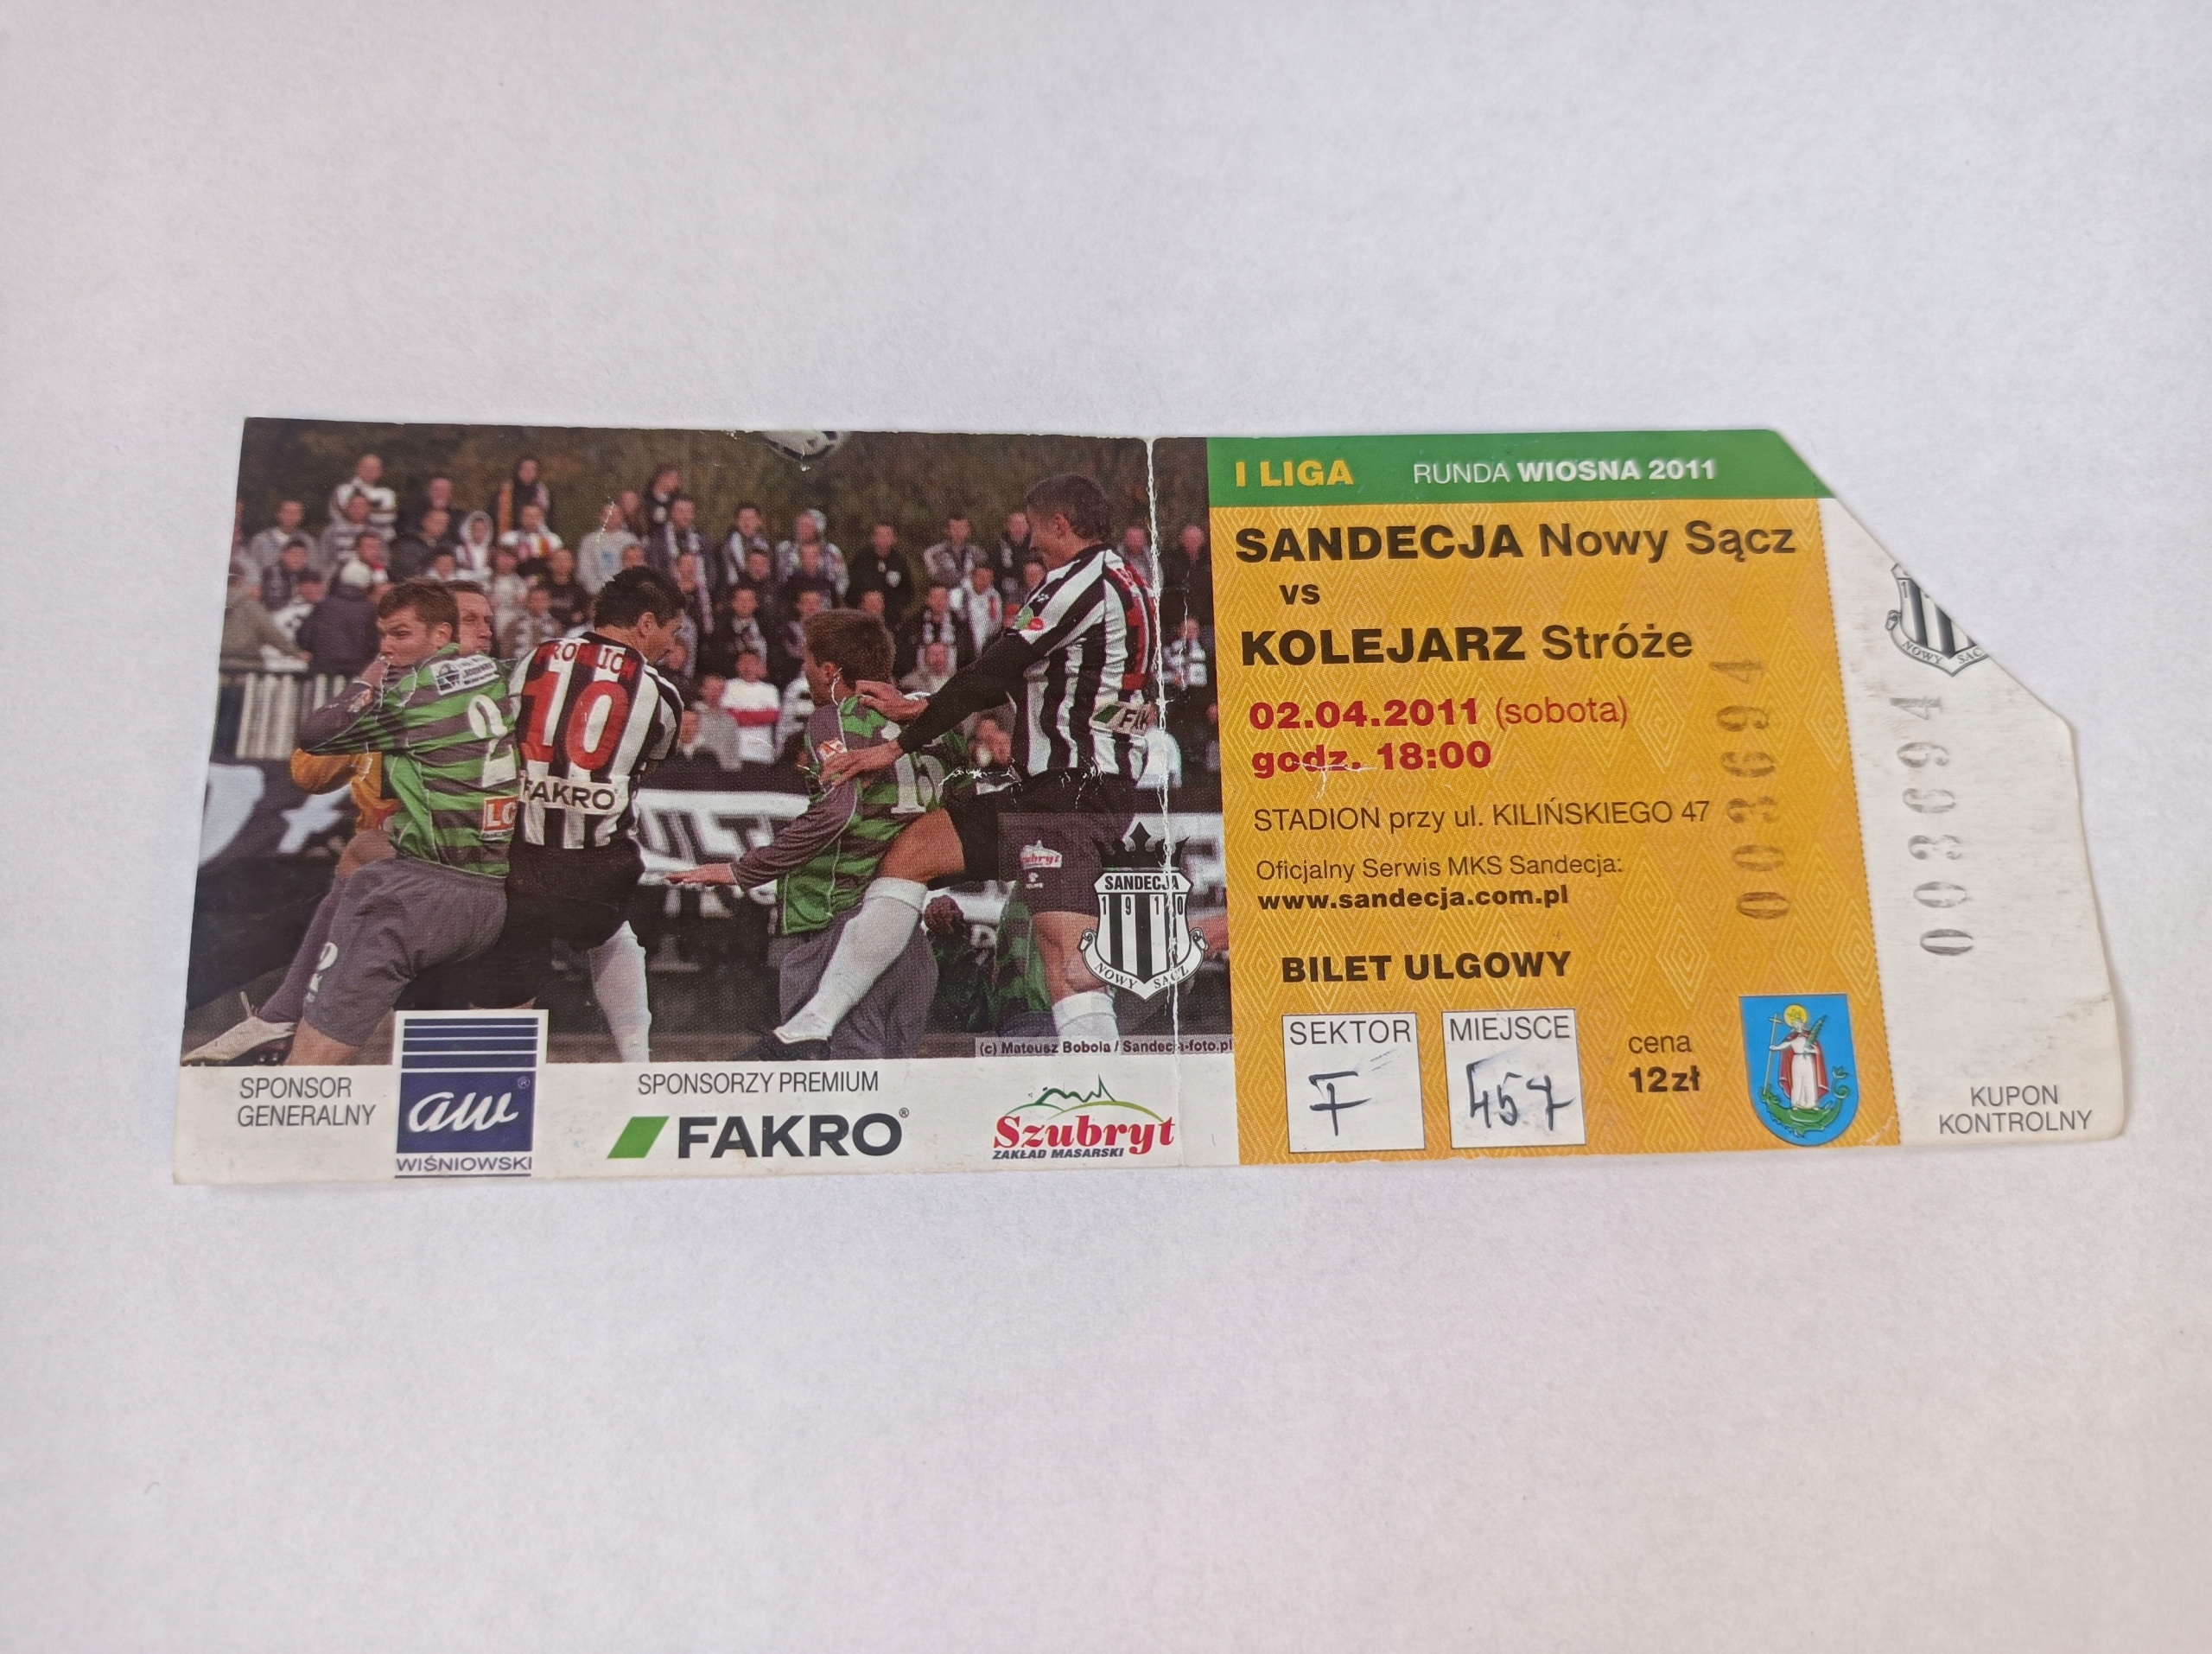 I LIGA RUNDA WIOSNA 2011
SANDECJA Nowy Sącz
vs
KOLEJARZ Stróże
02.04.2011 (sobota)
godz. 18:00
STADION przy ul. KILIŃSKIEGO 47
Oficjalny Serwis MKS Sandecja:
www.sandecja.com.pl
BILET ULGOWY
SEKTOR
F
MIEJSCE
457
cena
12zł
003694
003694
NOWY
KUPON
KONTROLNY
10
FAKRO
SANDECJA
1910
NOWY SĄCZ
(c) Mateusz Bobola / Sandecja-foto.pl
SPONSOR
GENERALNY
aw®
WIŚNIOWSKI
SPONSORZY PREMIUM
FAKRO®
Szubryt
ZAKŁAD MASARSKI